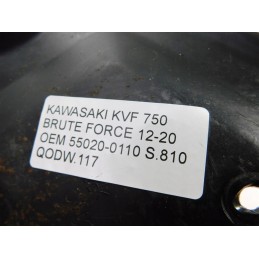 KAWASAKI KVF 750
BRUTE FORCE 12-20
OEM 55020-0110 S.810
QODW.117